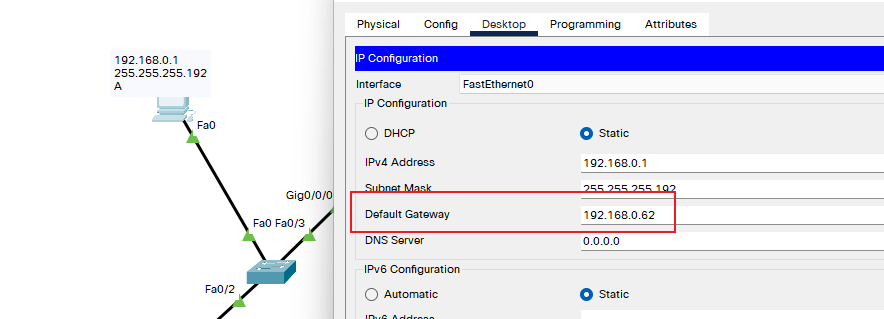 Physical Config Desktop Programming Attributes
IP Configuration
Interface FastEthernet0
IP Configuration
DHCP Static
IPv4 Address 192.168.0.1
Subnet Mask 255.255.255.192
Default Gateway 192.168.0.62
DNS Server 0.0.0.0
IPv6 Configuration
Automatic Static
IPv6 Address
192.168.0.1
255.255.255.192
A
Fa0
Gig0/0/0
Fa0 Fa0/3
Fa0/2